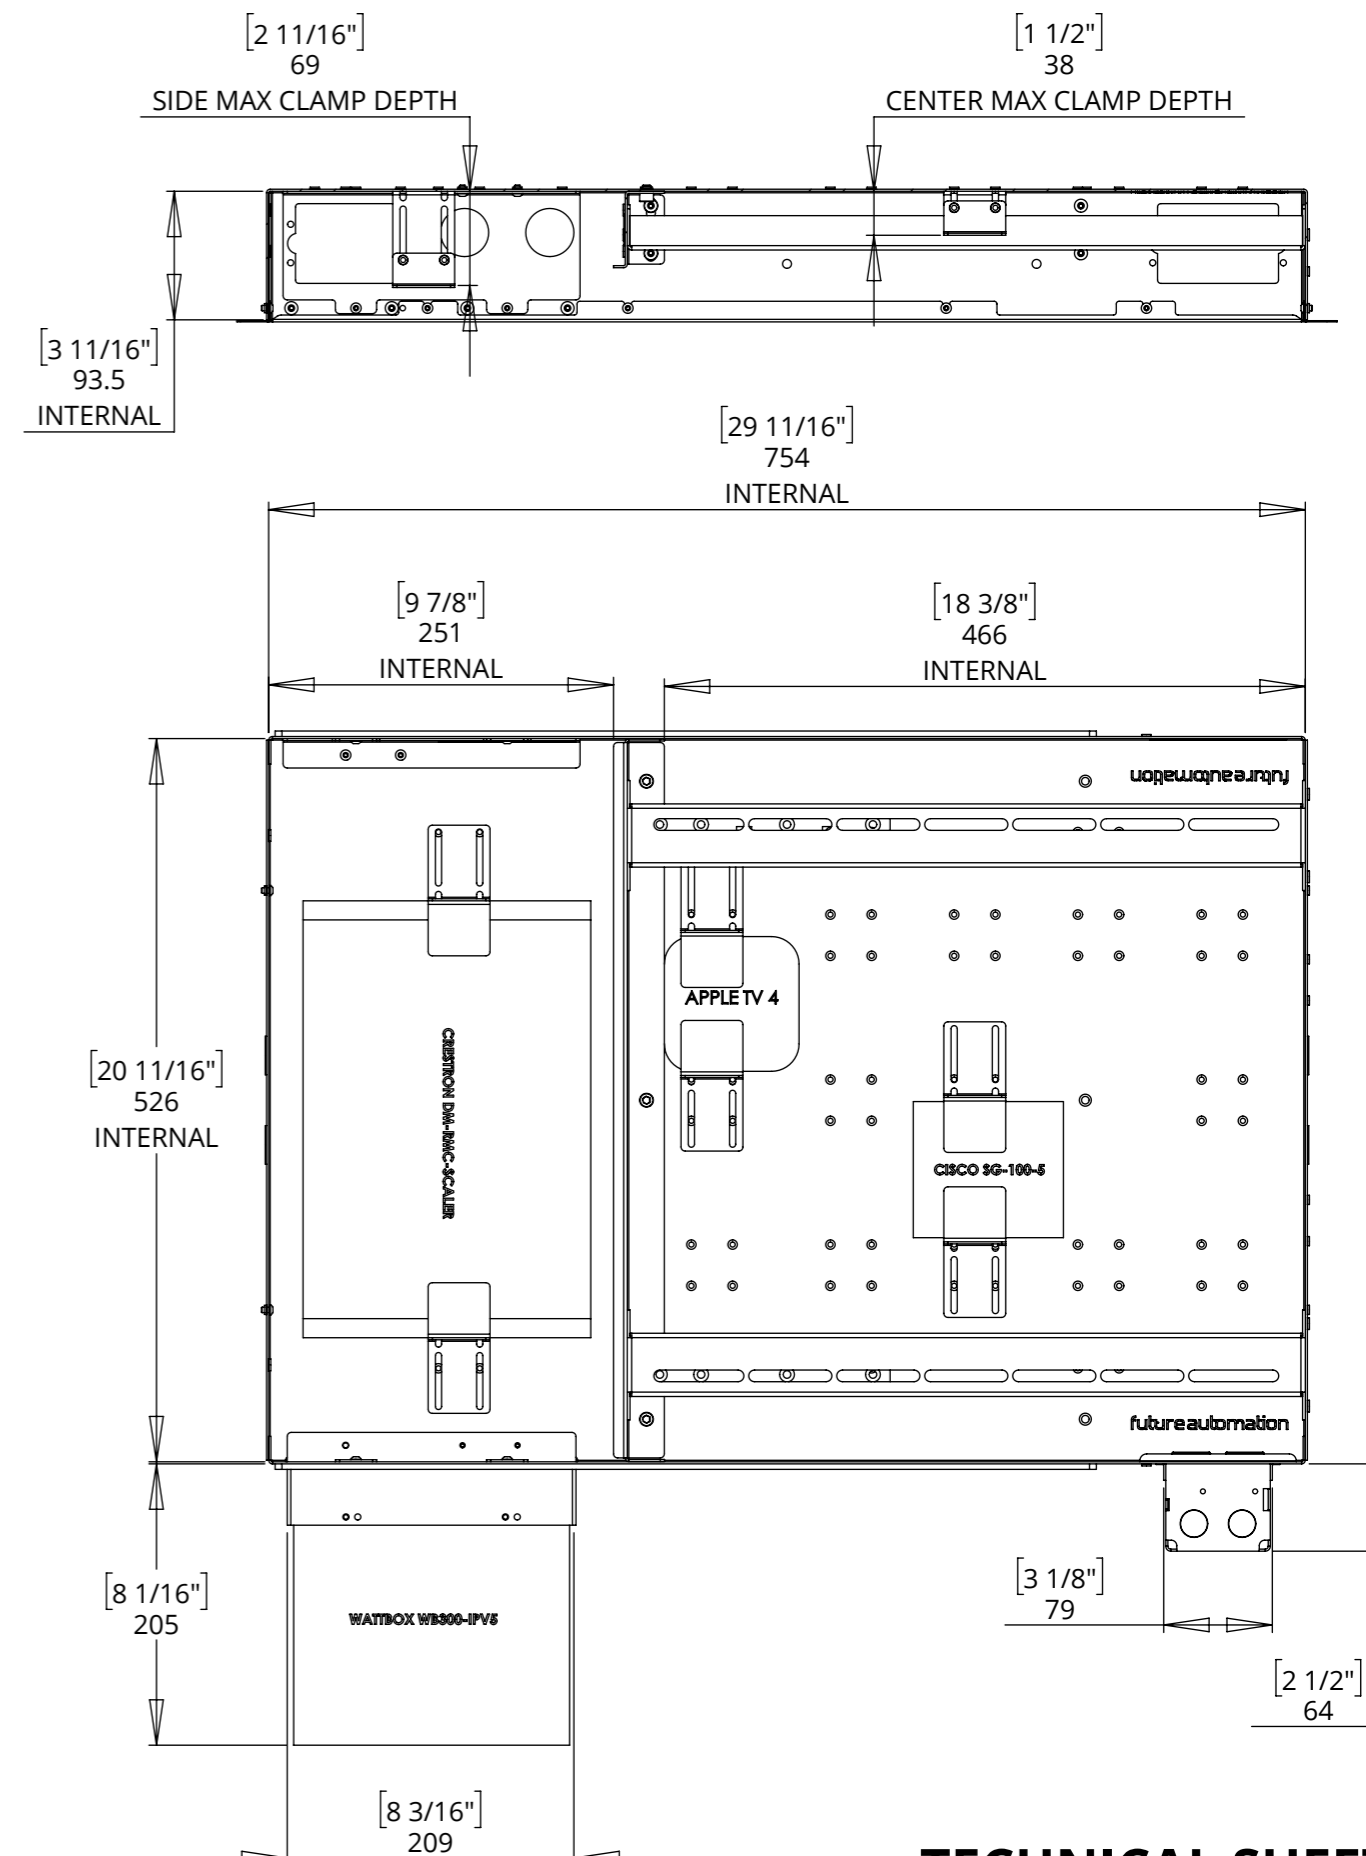 [2 11/16"]
69
SIDE MAX CLAMP DEPTH
[1 1/2"]
38
CENTER MAX CLAMP DEPTH
[3 11/16"]
93.5
INTERNAL
[29 11/16"]
754
INTERNAL
[9 7/8"]
251
INTERNAL
[18 3/8"]
466
INTERNAL
futureautomation
APPLE TV 4
CRESTRON DM-RMC-SCALER
[20 11/16"]
526
INTERNAL
CISCO SG-100-5
futureautomation
[8 1/16"]
205
WATTBOX WB300-IPV5
[3 1/8"]
79
[2 1/2"]
64
[8 3/16"]
209
TECHNICAL SHEET